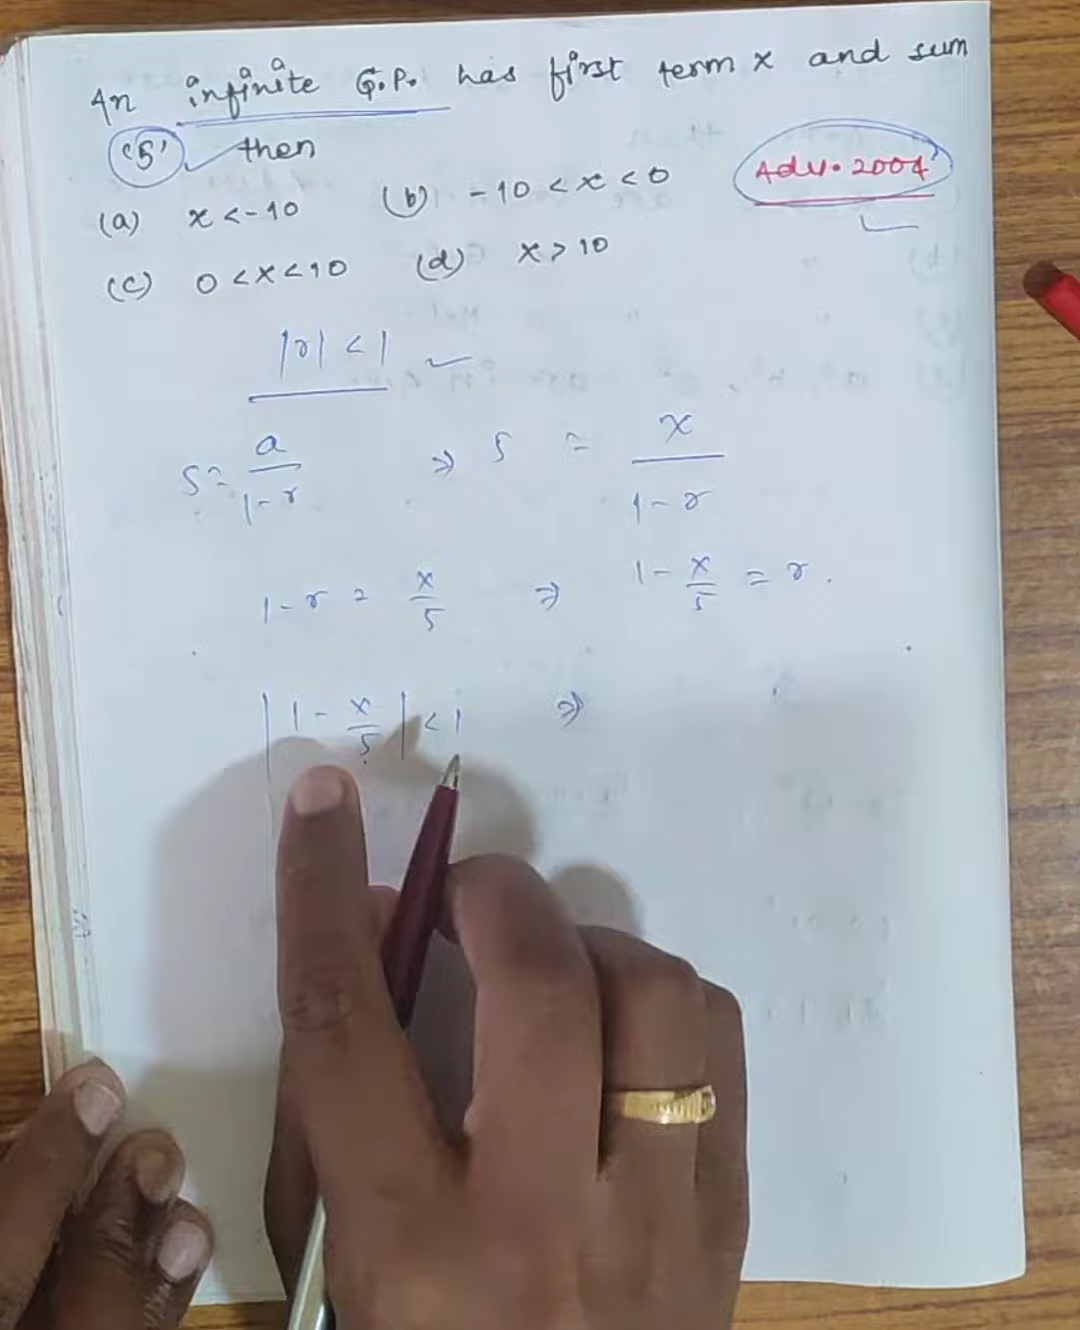 An infinite G.P. has first term x and sum
'5' then
Adv. 2004
(a) x < -10 (b) -10 < x < 0
(c) 0 < x < 10 (d) x > 10
|r| < 1
S = a/(1-r) ⇒ 5 = x/(1-r)
1-r = x/5 ⇒ 1 - x/5 = r.
|1 - x/5| < 1 ⇒